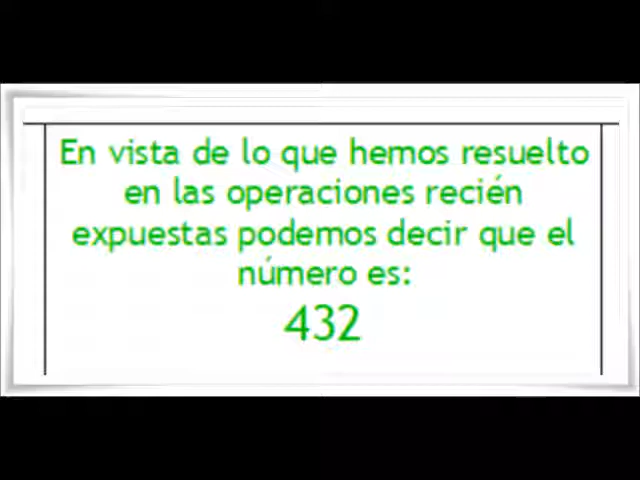 En vista de lo que hemos resuelto
en las operaciones recién
expuestas podemos decir que el
número es:
432